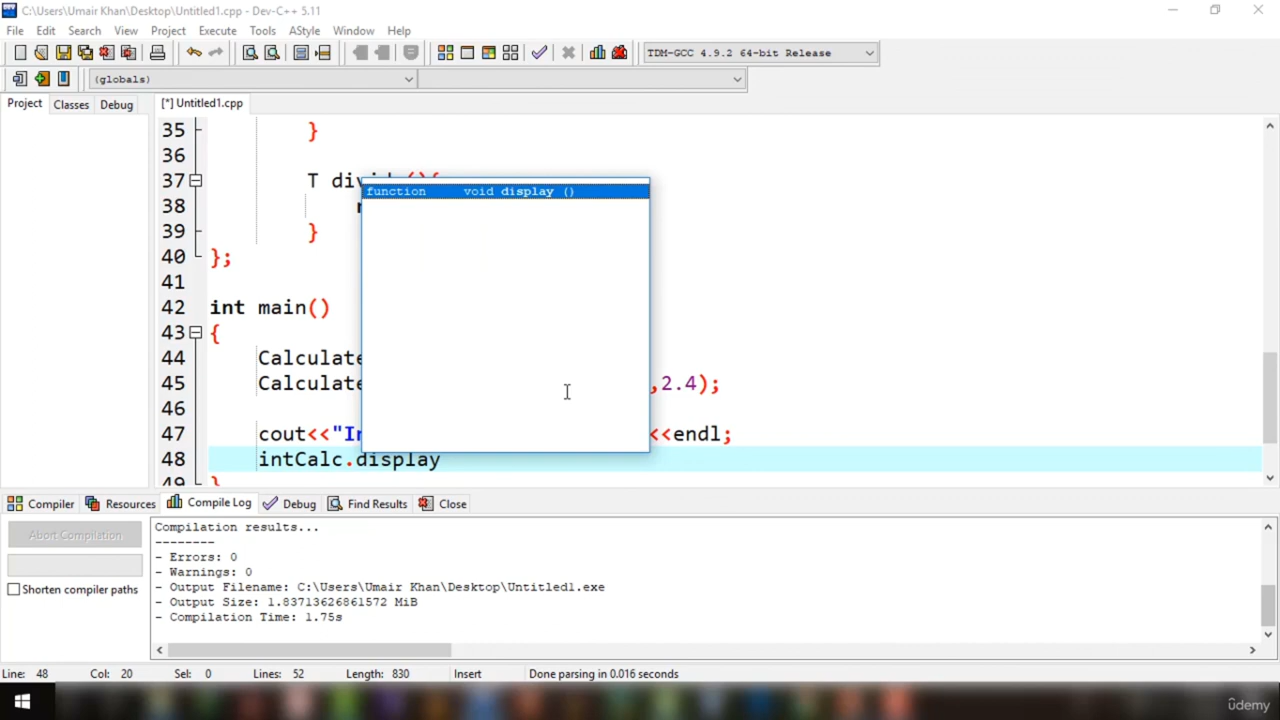 C:\Users\Umair Khan\Desktop\Untitled1.cpp - Dev-C++ 5.11
File Edit Search View Project Execute Tools AStyle Window Help
TDM-GCC 4.9.2 64-bit Release
(globals)
Project Classes Debug [*] Untitled1.cpp
35 }
36
37 T divide(){
function void display ()
38
39 }
40 };
41
42 int main()
43 {
44 Calculate
45 Calculate ,2.4);
46
47 cout<<"In <<endl;
48 intCalc.display
49 }
Compiler Resources Compile Log Debug Find Results Close
Compilation results...
--------
- Errors: 0
- Warnings: 0
- Output Filename: C:\Users\Umair Khan\Desktop\Untitled1.exe
- Output Size: 1.83713626861572 MiB
- Compilation Time: 1.75s
Abort Compilation
Shorten compiler paths
Line: 48 Col: 20 Sel: 0 Lines: 52 Length: 830 Insert Done parsing in 0.016 seconds
ûdemy